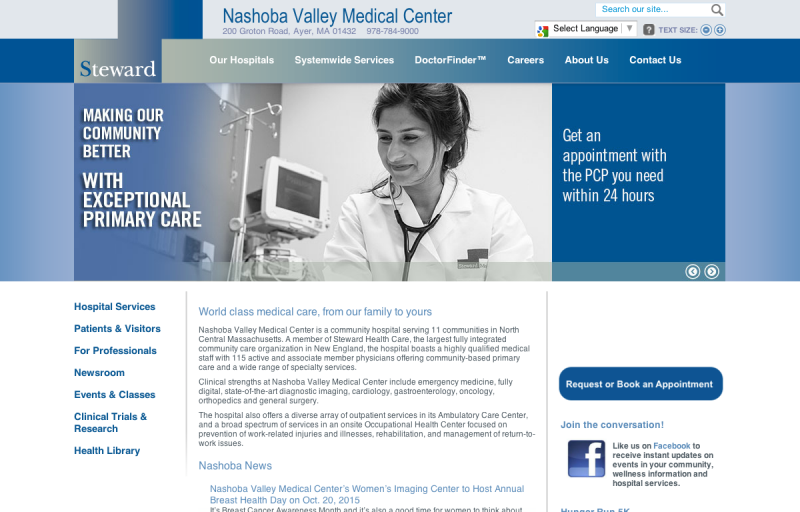 Nashoba Valley Medical Center
200 Groton Road, Ayer, MA 01432 978-784-9000
Search our site...
Select Language ▼
? TEXT SIZE:
Steward
Our Hospitals Systemwide Services DoctorFinder™ Careers About Us Contact Us
MAKING OUR
COMMUNITY
BETTER
WITH
EXCEPTIONAL
PRIMARY CARE
Get an
appointment with
the PCP you need
within 24 hours
Hospital Services
Patients & Visitors
For Professionals
Newsroom
Events & Classes
Clinical Trials &
Research
Health Library
World class medical care, from our family to yours
Nashoba Valley Medical Center is a community hospital serving 11 communities in North
Central Massachusetts. A member of Steward Health Care, the largest fully integrated
community care organization in New England, the hospital boasts a highly qualified medical
staff with 115 active and associate member physicians offering community-based primary
care and a wide range of specialty services.
Clinical strengths at Nashoba Valley Medical Center include emergency medicine, fully
digital, state-of-the-art diagnostic imaging, cardiology, gastroenterology, oncology,
orthopedics and general surgery.
The hospital also offers a diverse array of outpatient services in its Ambulatory Care Center,
and a broad spectrum of services in an onsite Occupational Health Center focused on
prevention of work-related injuries and illnesses, rehabilitation, and management of return-to-
work issues.
Nashoba News
Nashoba Valley Medical Center's Women's Imaging Center to Host Annual
Breast Health Day on Oct. 20, 2015
It's Breast Cancer Awareness Month and it's also a good time for women to think about
Request or Book an Appointment
Join the conversation!
Like us on Facebook to
receive instant updates on
events in your community,
wellness information and
hospital services.
Hunger Run 5K